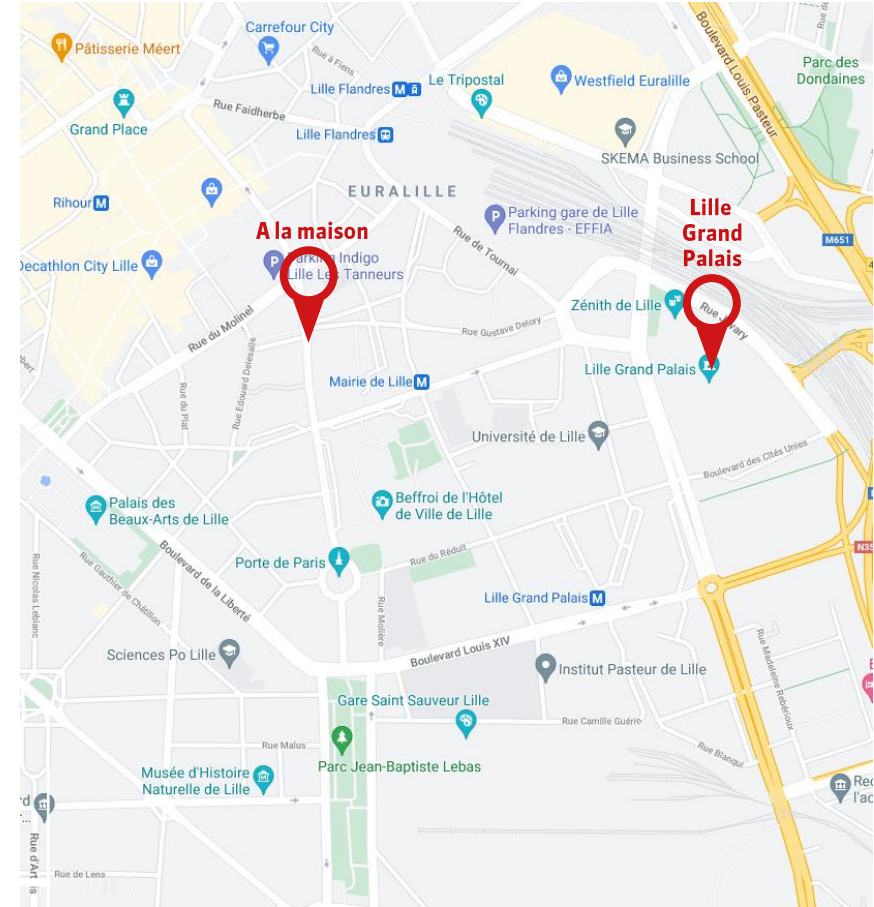 Carrefour City
Pâtisserie Méert
Rue à Fiens
Boulevard Louis Pasteur
Parc des
Dondaines
Lille Flandres M
Le Tripostal
Westfield Euralille
Rue Faidherbe
Grand Place
Lille Flandres
SKEMA Business School
EURALILLE
Rihour M
P
Parking gare de Lille
Flandres - EFFIA
Lille
Grand
Palais
A la maison
Rue de Tournai
M651
Decathlon City Lille
P
Parking Indigo
Lille Les Tanneurs
Zénith de Lille
Rue Javary
Rue du Molinel
Rue Gustave Delory
Rue Edouard Delesalle
Lille Grand Palais
Mairie de Lille M
Rue du Plat
Université de Lille
Boulevard des Cités Unies
Beffroi de l'Hôtel
de Ville de Lille
Palais des
Beaux-Arts de Lille
N35
Rue du Réduit
Porte de Paris
Boulevard de la Liberté
Rue Gauthier de Châtillon
Rue Nicolas Leblanc
Rue Molière
Lille Grand Palais M
Boulevard Louis XIV
Sciences Po Lille
Institut Pasteur de Lille
Rue Madeleine Rebérioux
Gare Saint Sauveur Lille
Rue Camille Guérin
Rue Malus
Rue Blanqui
Parc Jean-Baptiste Lebas
Musée d'Histoire
Naturelle de Lille
Rec
l'ac
Rue d'Artois
Rue de Lens